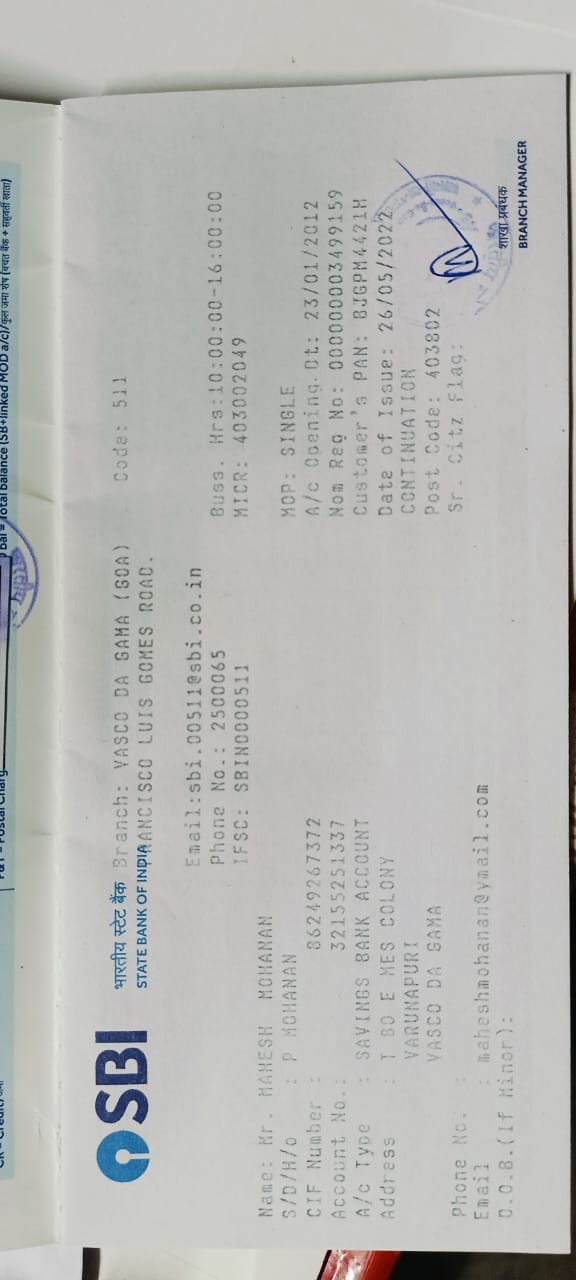 CR = Credit/जमा
P&T = Postal Charg
bal = Total balance (SB+linked MOD a/c)/कुल जमा शेष (बचत बैंक + सहवर्ती खाता)
SBI
भारतीय स्टेट बैंक Branch: VASCO DA GAMA (GOA) Code: 511
STATE BANK OF INDIA FRANCISCO LUIS GOMES ROAD.
Email:sbi.00511@sbi.co.in
Phone No.: 2500065 Buss. Hrs:10:00:00-16:00:00
IFSC: SBIN0000511 MICR: 403002049
Name: Mr. MAHESH MOHANAN
S/D/H/o : P MOHANAN MOP: SINGLE
CIF Number : 86249267372 A/c Opening Dt: 23/01/2012
Account No.: 32155251337 Nom Reg No: 000000003499159
A/c Type : SAVINGS BANK ACCOUNT Customer's PAN: BJGPM4421H
Address : T 80 E MES COLONY Date of Issue: 26/05/2022
VARUNAPURI CONTINUATION
VASCO DA GAMA Post Code: 403802
Phone No. : Sr. Citz Flag:
Email : maheshmohanan@ymail.com
D.O.B.(If Minor):
शाखा प्रबंधक
BRANCH MANAGER